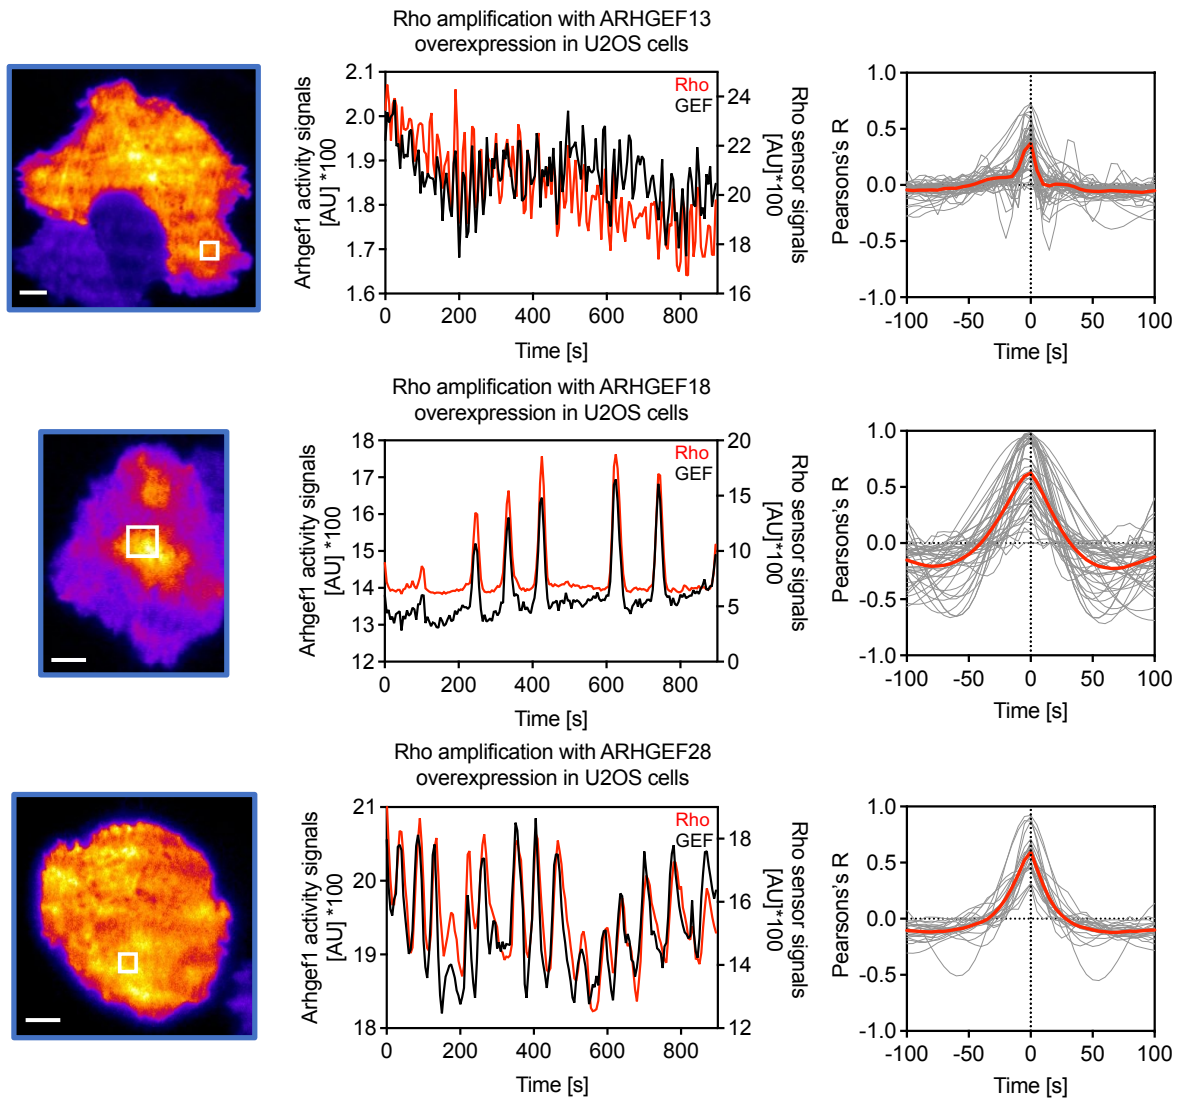 Rho amplification with ARHGEF13
overexpression in U2OS cells
Arhgef1 activity signals
[AU] *100
2.1
2.0
1.9
1.8
1.7
1.6
Rho
GEF
24
22
20
18
16
Rho sensor signals
[AU]*100
0
200
400
600
800
Time [s]
Pearsons's R
1.0
0.5
0.0
-0.5
-1.0
-100
-50
0
50
100
Time [s]
Rho amplification with ARHGEF18
overexpression in U2OS cells
Arhgef1 activity signals
[AU] *100
18
17
16
15
14
13
12
Rho
GEF
20
15
10
5
0
Rho sensor signals
[AU]*100
0
200
400
600
800
Time [s]
Pearsons's R
1.0
0.5
0.0
-0.5
-1.0
-100
-50
0
50
100
Time [s]
Rho amplification with ARHGEF28
overexpression in U2OS cells
Arhgef1 activity signals
[AU] *100
21
20
19
18
Rho
GEF
18
16
14
12
Rho sensor signals
[AU]*100
0
200
400
600
800
Time [s]
Pearsons's R
1.0
0.5
0.0
-0.5
-1.0
-100
-50
0
50
100
Time [s]